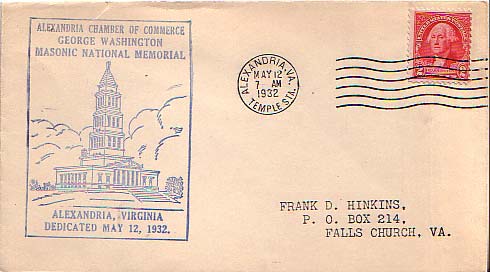 ALEXANDRIA CHAMBER OF COMMERCE
GEORGE WASHINGTON
MASONIC NATIONAL MEMORIAL
ALEXANDRIA, VIRGINIA
DEDICATED MAY 12, 1932.
ALEXANDRIA, VA.
MAY 12
7 AM
1932
TEMPLE STA.
FRANK D. HINKINS,
P. O. BOX 214,
FALLS CHURCH, VA.